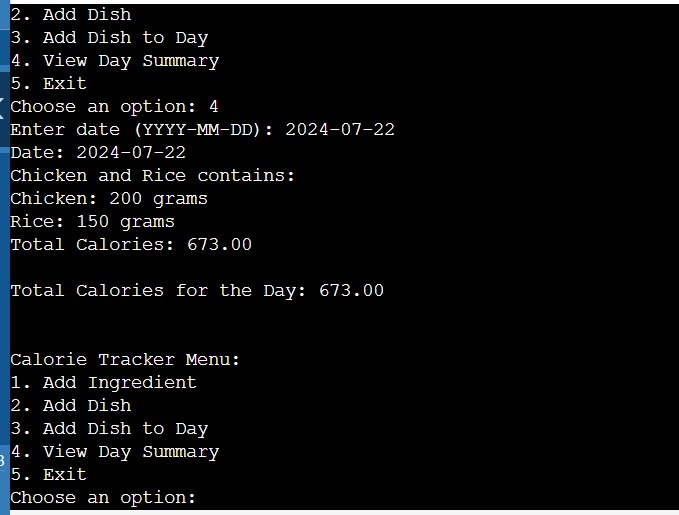 2. Add Dish
3. Add Dish to Day
4. View Day Summary
5. Exit
Choose an option: 4
Enter date (YYYY-MM-DD): 2024-07-22
Date: 2024-07-22
Chicken and Rice contains:
Chicken: 200 grams
Rice: 150 grams
Total Calories: 673.00
Total Calories for the Day: 673.00
Calorie Tracker Menu:
1. Add Ingredient
2. Add Dish
3. Add Dish to Day
4. View Day Summary
5. Exit
Choose an option: